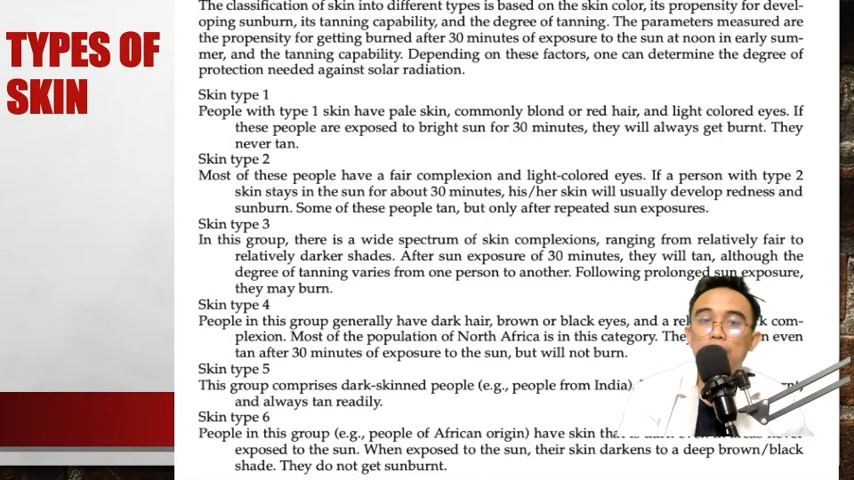 TYPES OF
SKIN
The classification of skin into different types is based on the skin color, its propensity for devel-
oping sunburn, its tanning capability, and the degree of tanning. The parameters measured are
the propensity for getting burned after 30 minutes of exposure to the sun at noon in early sum-
mer, and the tanning capability. Depending on these factors, one can determine the degree of
protection needed against solar radiation.
Skin type 1
People with type 1 skin have pale skin, commonly blond or red hair, and light colored eyes. If
these people are exposed to bright sun for 30 minutes, they will always get burnt. They
never tan.
Skin type 2
Most of these people have a fair complexion and light-colored eyes. If a person with type 2
skin stays in the sun for about 30 minutes, his/her skin will usually develop redness and
sunburn. Some of these people tan, but only after repeated sun exposures.
Skin type 3
In this group, there is a wide spectrum of skin complexions, ranging from relatively fair to
relatively darker shades. After sun exposure of 30 minutes, they will tan, although the
degree of tanning varies from one person to another. Following prolonged sun exposure,
they may burn.
Skin type 4
People in this group generally have dark hair, brown or black eyes, and a com-
plexion. Most of the population of North Africa is in this category. even
tan after 30 minutes of exposure to the sun, but will not burn.
Skin type 5
This group comprises dark-skinned people (e.g., people from India).
and always tan readily.
Skin type 6
People in this group (e.g., people of African origin) have skin
exposed to the sun. When exposed to the sun, their skin darkens to a deep brown/black
shade. They do not get sunburnt.